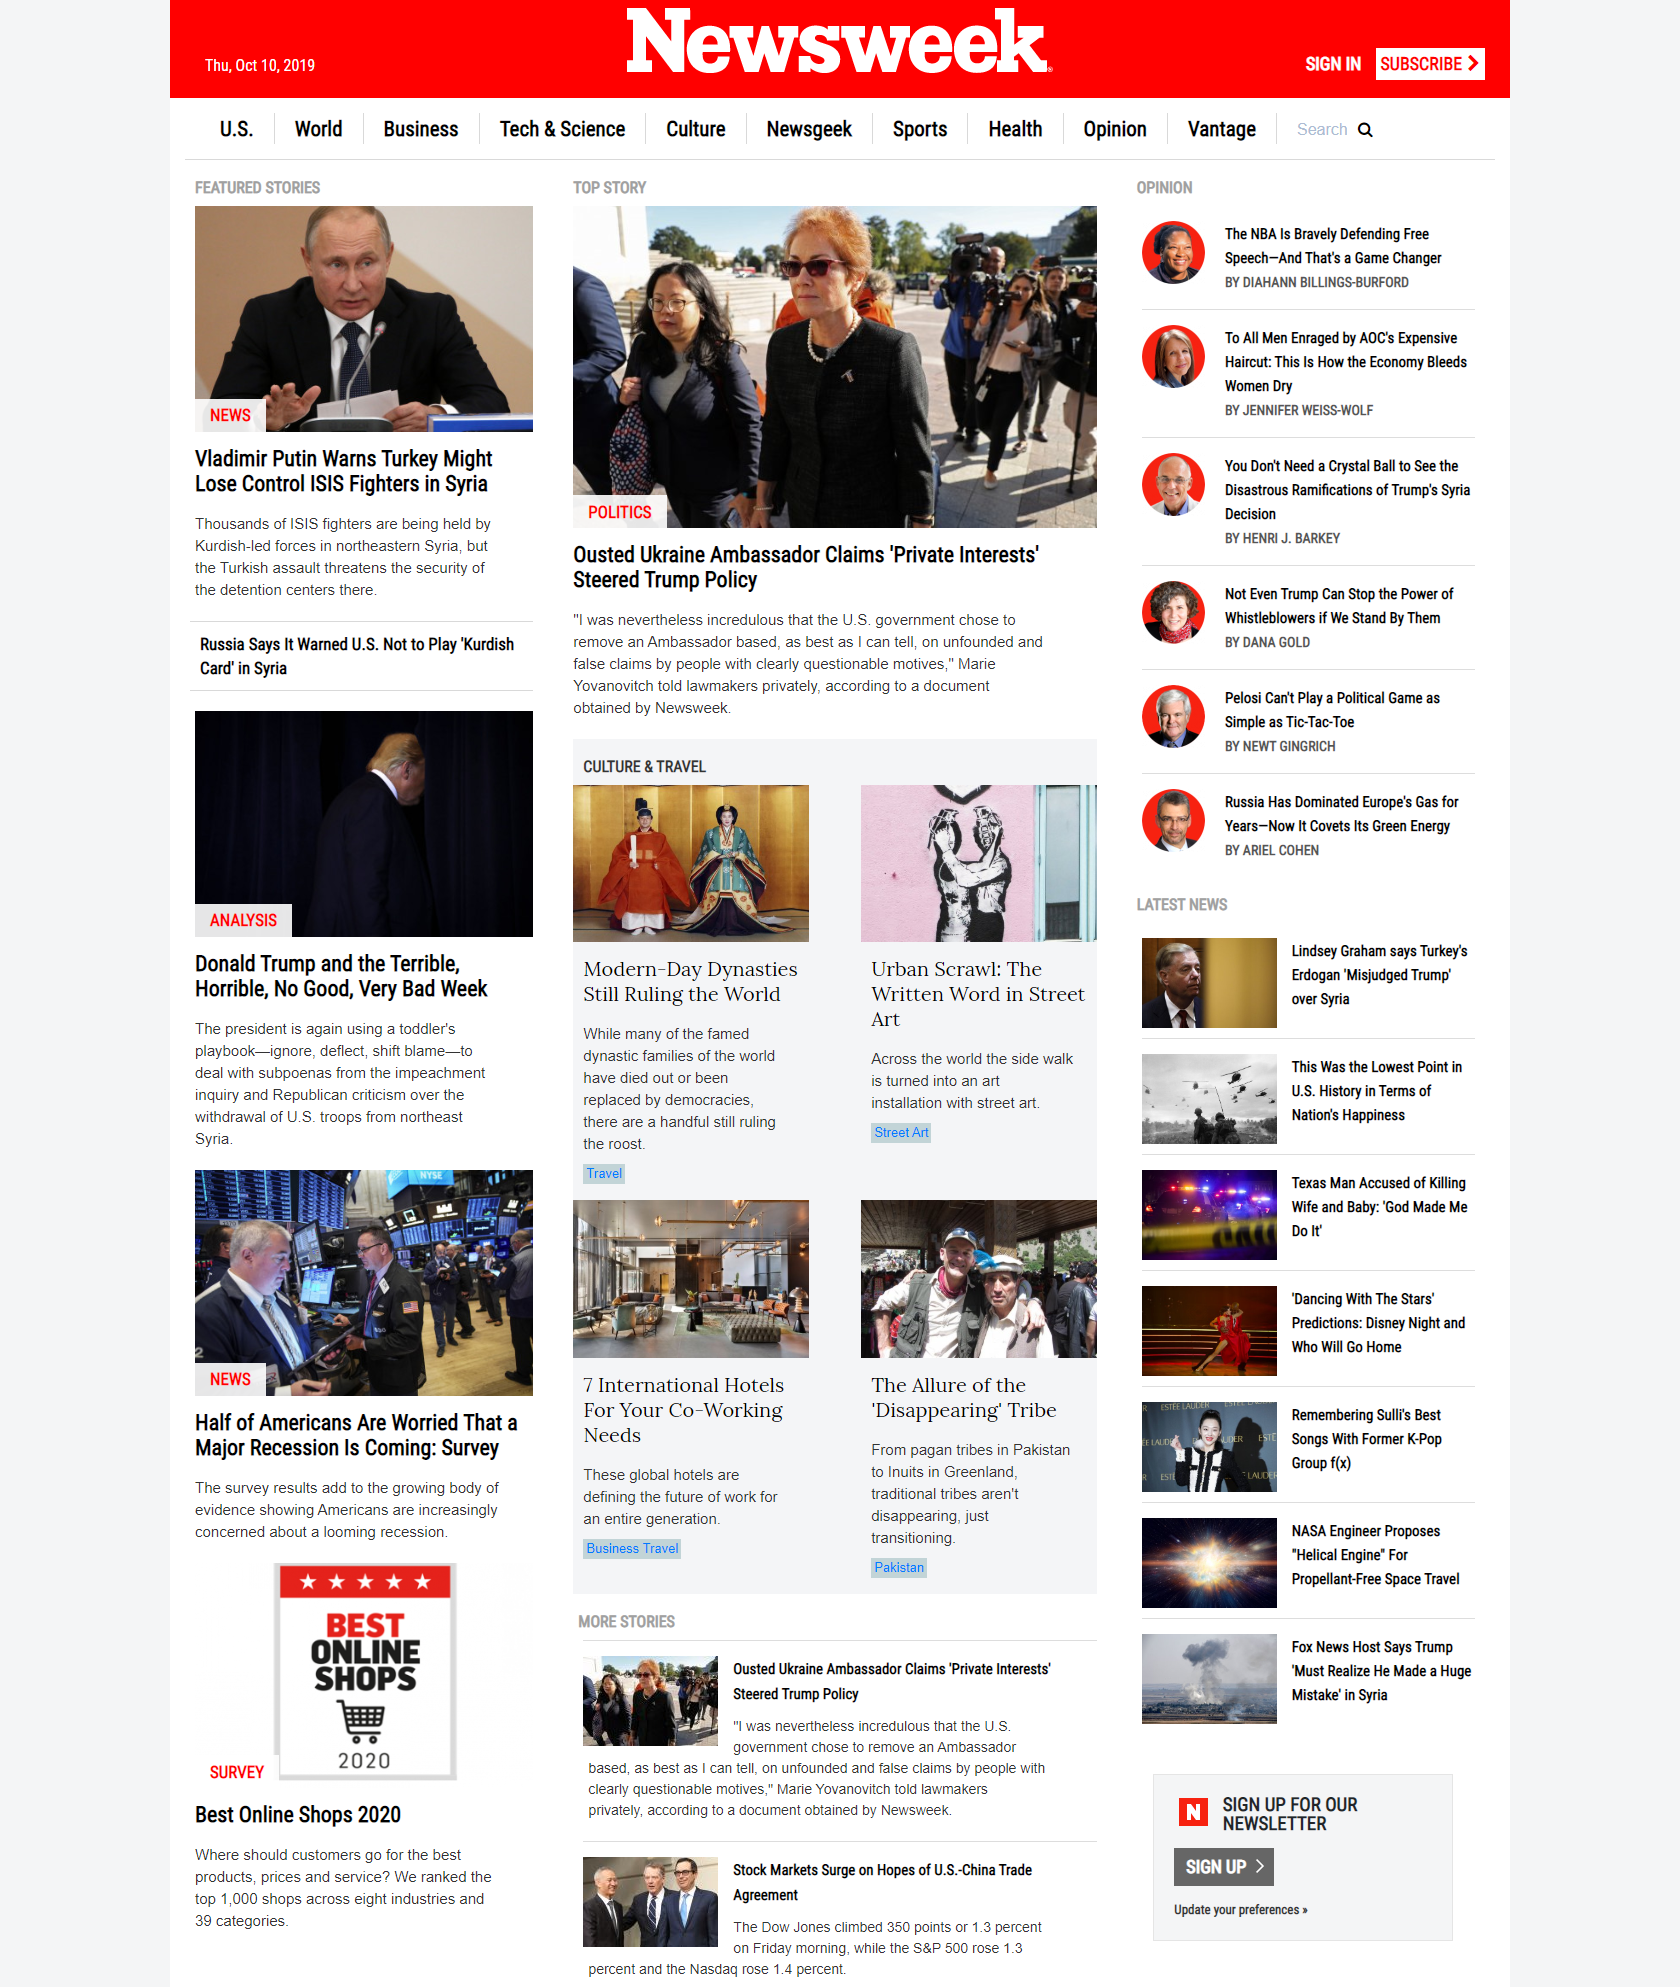 Thu, Oct 10, 2019
Newsweek
SIGN IN
SUBSCRIBE
U.S.
World
Business
Tech & Science
Culture
Newsgeek
Sports
Health
Opinion
Vantage
Search
FEATURED STORIES
NEWS
Vladimir Putin Warns Turkey Might
Lose Control ISIS Fighters in Syria
Thousands of ISIS fighters are being held by
Kurdish-led forces in northeastern Syria, but
the Turkish assault threatens the security of
the detention centers there.
Russia Says It Warned U.S. Not to Play 'Kurdish
Card' in Syria
ANALYSIS
Donald Trump and the Terrible,
Horrible, No Good, Very Bad Week
The president is again using a toddler's
playbook—ignore, deflect, shift blame—to
deal with subpoenas from the impeachment
inquiry and Republican criticism over the
withdrawal of U.S. troops from northeast
Syria.
NYSE
NEWS
Half of Americans Are Worried That a
Major Recession Is Coming: Survey
The survey results add to the growing body of
evidence showing Americans are increasingly
concerned about a looming recession.
BEST
ONLINE
SHOPS
2020
SURVEY
Best Online Shops 2020
Where should customers go for the best
products, prices and service? We ranked the
top 1,000 shops across eight industries and
39 categories.
TOP STORY
POLITICS
Ousted Ukraine Ambassador Claims 'Private Interests'
Steered Trump Policy
"I was nevertheless incredulous that the U.S. government chose to
remove an Ambassador based, as best as I can tell, on unfounded and
false claims by people with clearly questionable motives," Marie
Yovanovitch told lawmakers privately, according to a document
obtained by Newsweek.
CULTURE & TRAVEL
Modern-Day Dynasties
Still Ruling the World
While many of the famed
dynastic families of the world
have died out or been
replaced by democracies,
there are a handful still ruling
the roost.
Travel
Urban Scrawl: The
Written Word in Street
Art
Across the world the side walk
is turned into an art
installation with street art.
Street Art
7 International Hotels
For Your Co-Working
Needs
These global hotels are
defining the future of work for
an entire generation.
Business Travel
The Allure of the
'Disappearing' Tribe
From pagan tribes in Pakistan
to Inuits in Greenland,
traditional tribes aren't
disappearing, just
transitioning.
Pakistan
MORE STORIES
Ousted Ukraine Ambassador Claims 'Private Interests'
Steered Trump Policy
"I was nevertheless incredulous that the U.S.
government chose to remove an Ambassador
based, as best as I can tell, on unfounded and false claims by people with
clearly questionable motives," Marie Yovanovitch told lawmakers
privately, according to a document obtained by Newsweek.
Stock Markets Surge on Hopes of U.S.-China Trade
Agreement
The Dow Jones climbed 350 points or 1.3 percent
on Friday morning, while the S&P 500 rose 1.3
percent and the Nasdaq rose 1.4 percent.
OPINION
The NBA Is Bravely Defending Free
Speech—And That's a Game Changer
BY DIAHANN BILLINGS-BURFORD
To All Men Enraged by AOC's Expensive
Haircut: This Is How the Economy Bleeds
Women Dry
BY JENNIFER WEISS-WOLF
You Don't Need a Crystal Ball to See the
Disastrous Ramifications of Trump's Syria
Decision
BY HENRI J. BARKEY
Not Even Trump Can Stop the Power of
Whistleblowers if We Stand By Them
BY DANA GOLD
Pelosi Can't Play a Political Game as
Simple as Tic-Tac-Toe
BY NEWT GINGRICH
Russia Has Dominated Europe's Gas for
Years—Now It Covets Its Green Energy
BY ARIEL COHEN
LATEST NEWS
Lindsey Graham says Turkey's
Erdogan 'Misjudged Trump'
over Syria
This Was the Lowest Point in
U.S. History in Terms of
Nation's Happiness
Texas Man Accused of Killing
Wife and Baby: 'God Made Me
Do It'
'Dancing With The Stars'
Predictions: Disney Night and
Who Will Go Home
ESTÉE LAUDER
Remembering Sulli's Best
Songs With Former K-Pop
Group f(x)
NASA Engineer Proposes
"Helical Engine" For
Propellant-Free Space Travel
Fox News Host Says Trump
'Must Realize He Made a Huge
Mistake' in Syria
N
SIGN UP FOR OUR
NEWSLETTER
SIGN UP
Update your preferences »